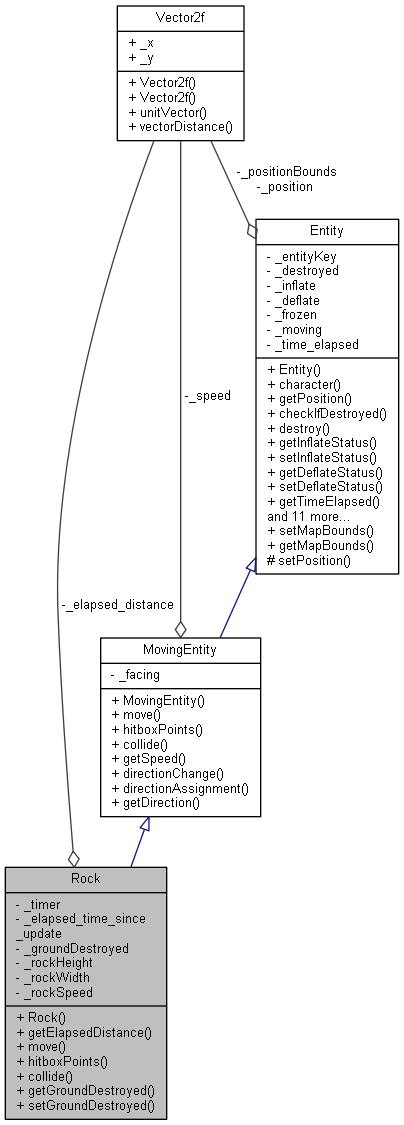 Vector2f
+ _x
+ _y
+ Vector2f()
+ Vector2f()
+ unitVector()
+ vectorDistance()
-_positionBounds
-_position
Entity
- _entityKey
- _destroyed
- _inflate
- _deflate
- _frozen
- _moving
- _time_elapsed
+ Entity()
+ character()
+ getPosition()
+ checkIfDestroyed()
+ destroy()
+ getInflateStatus()
+ setInflateStatus()
+ getDeflateStatus()
+ setDeflateStatus()
+ getTimeElapsed()
and 11 more...
+ setMapBounds()
+ getMapBounds()
# setPosition()
-_speed
-_elapsed_distance
MovingEntity
- _facing
+ MovingEntity()
+ move()
+ hitboxPoints()
+ collide()
+ getSpeed()
+ directionChange()
+ directionAssignment()
+ getDirection()
Rock
- _timer
- _elapsed_time_since
_update
- _groundDestroyed
- _rockHeight
- _rockWidth
- _rockSpeed
+ Rock()
+ getElapsedDistance()
+ move()
+ hitboxPoints()
+ collide()
+ getGroundDestroyed()
+ setGroundDestroyed()